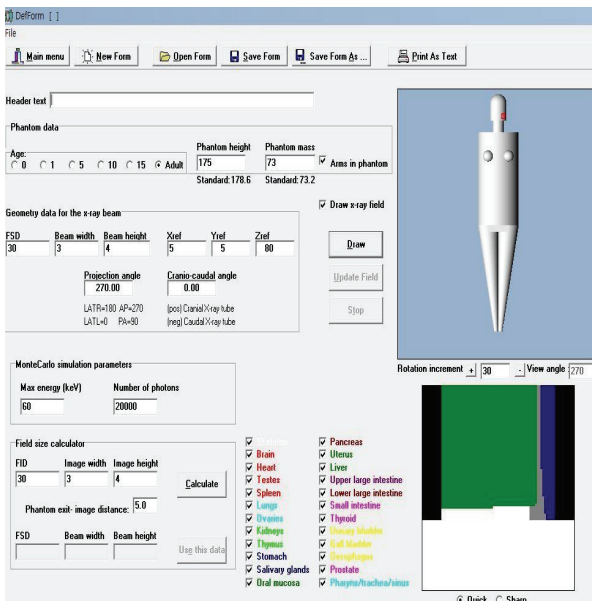 DefForm [ ]
File
Main menu New Form Open Form Save Form Save Form As ... Print As Text
Header text
Phantom data
Age:
0 1 5 10 15 Adult
Phantom height Phantom mass
175 73 Arms in phantom
Standard: 178.6 Standard: 73.2
Geometry data for the x-ray beam
Draw x-ray field
FSD Beam width Beam height Xref Yref Zref
30 3 4 5 5 80
Draw
Projection angle Cranio-caudal angle
270.00 0.00
Update Field
LATR=180 AP=270 (pos) Cranial X-ray tube
LATL=0 PA=90 (neg) Caudal X-ray tube
Stop
MonteCarlo simulation parameters
Max energy (keV) Number of photons
60 20000
Rotation increment + 30 - View angle 270
Field size calculator
FID Image width Image height
30 3 4
Calculate
Phantom exit- image distance: 5.0
FSD Beam width Beam height
Use this data
Skeleton
Brain
Heart
Testes
Spleen
Lungs
Ovaries
Kidneys
Thymus
Stomach
Salivary glands
Oral mucosa
Pancreas
Uterus
Liver
Upper large intestine
Lower large intestine
Small intestine
Thyroid
Urinary bladder
Gall bladder
Oesophagus
Prostate
Pharynx/trachea/sinus
Quick Sharp